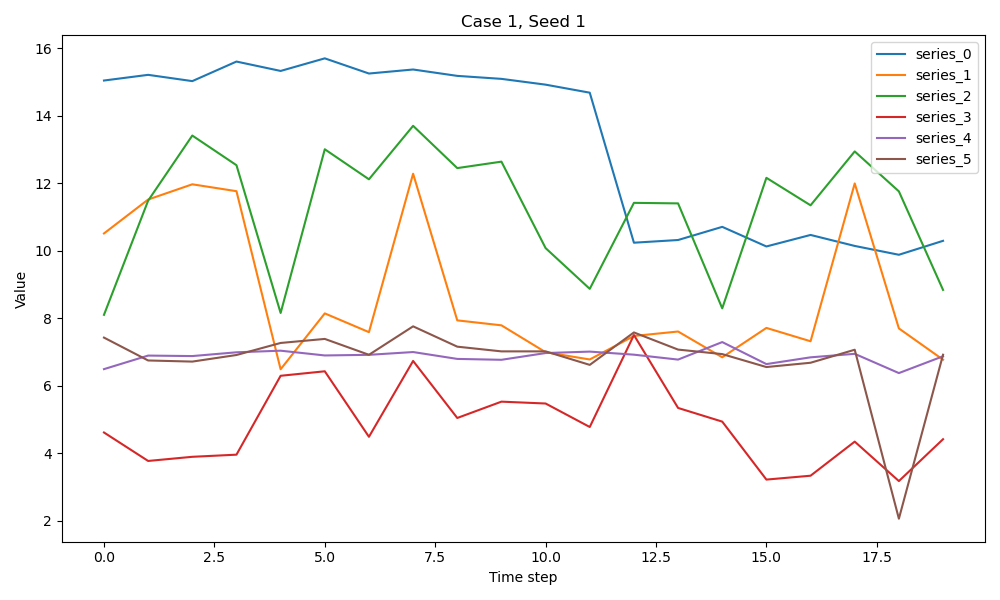 Case 1, Seed 1
16
14
12
10
8
6
4
2
Value
series_0
series_1
series_2
series_3
series_4
series_5
0.0 2.5 5.0 7.5 10.0 12.5 15.0 17.5
Time step